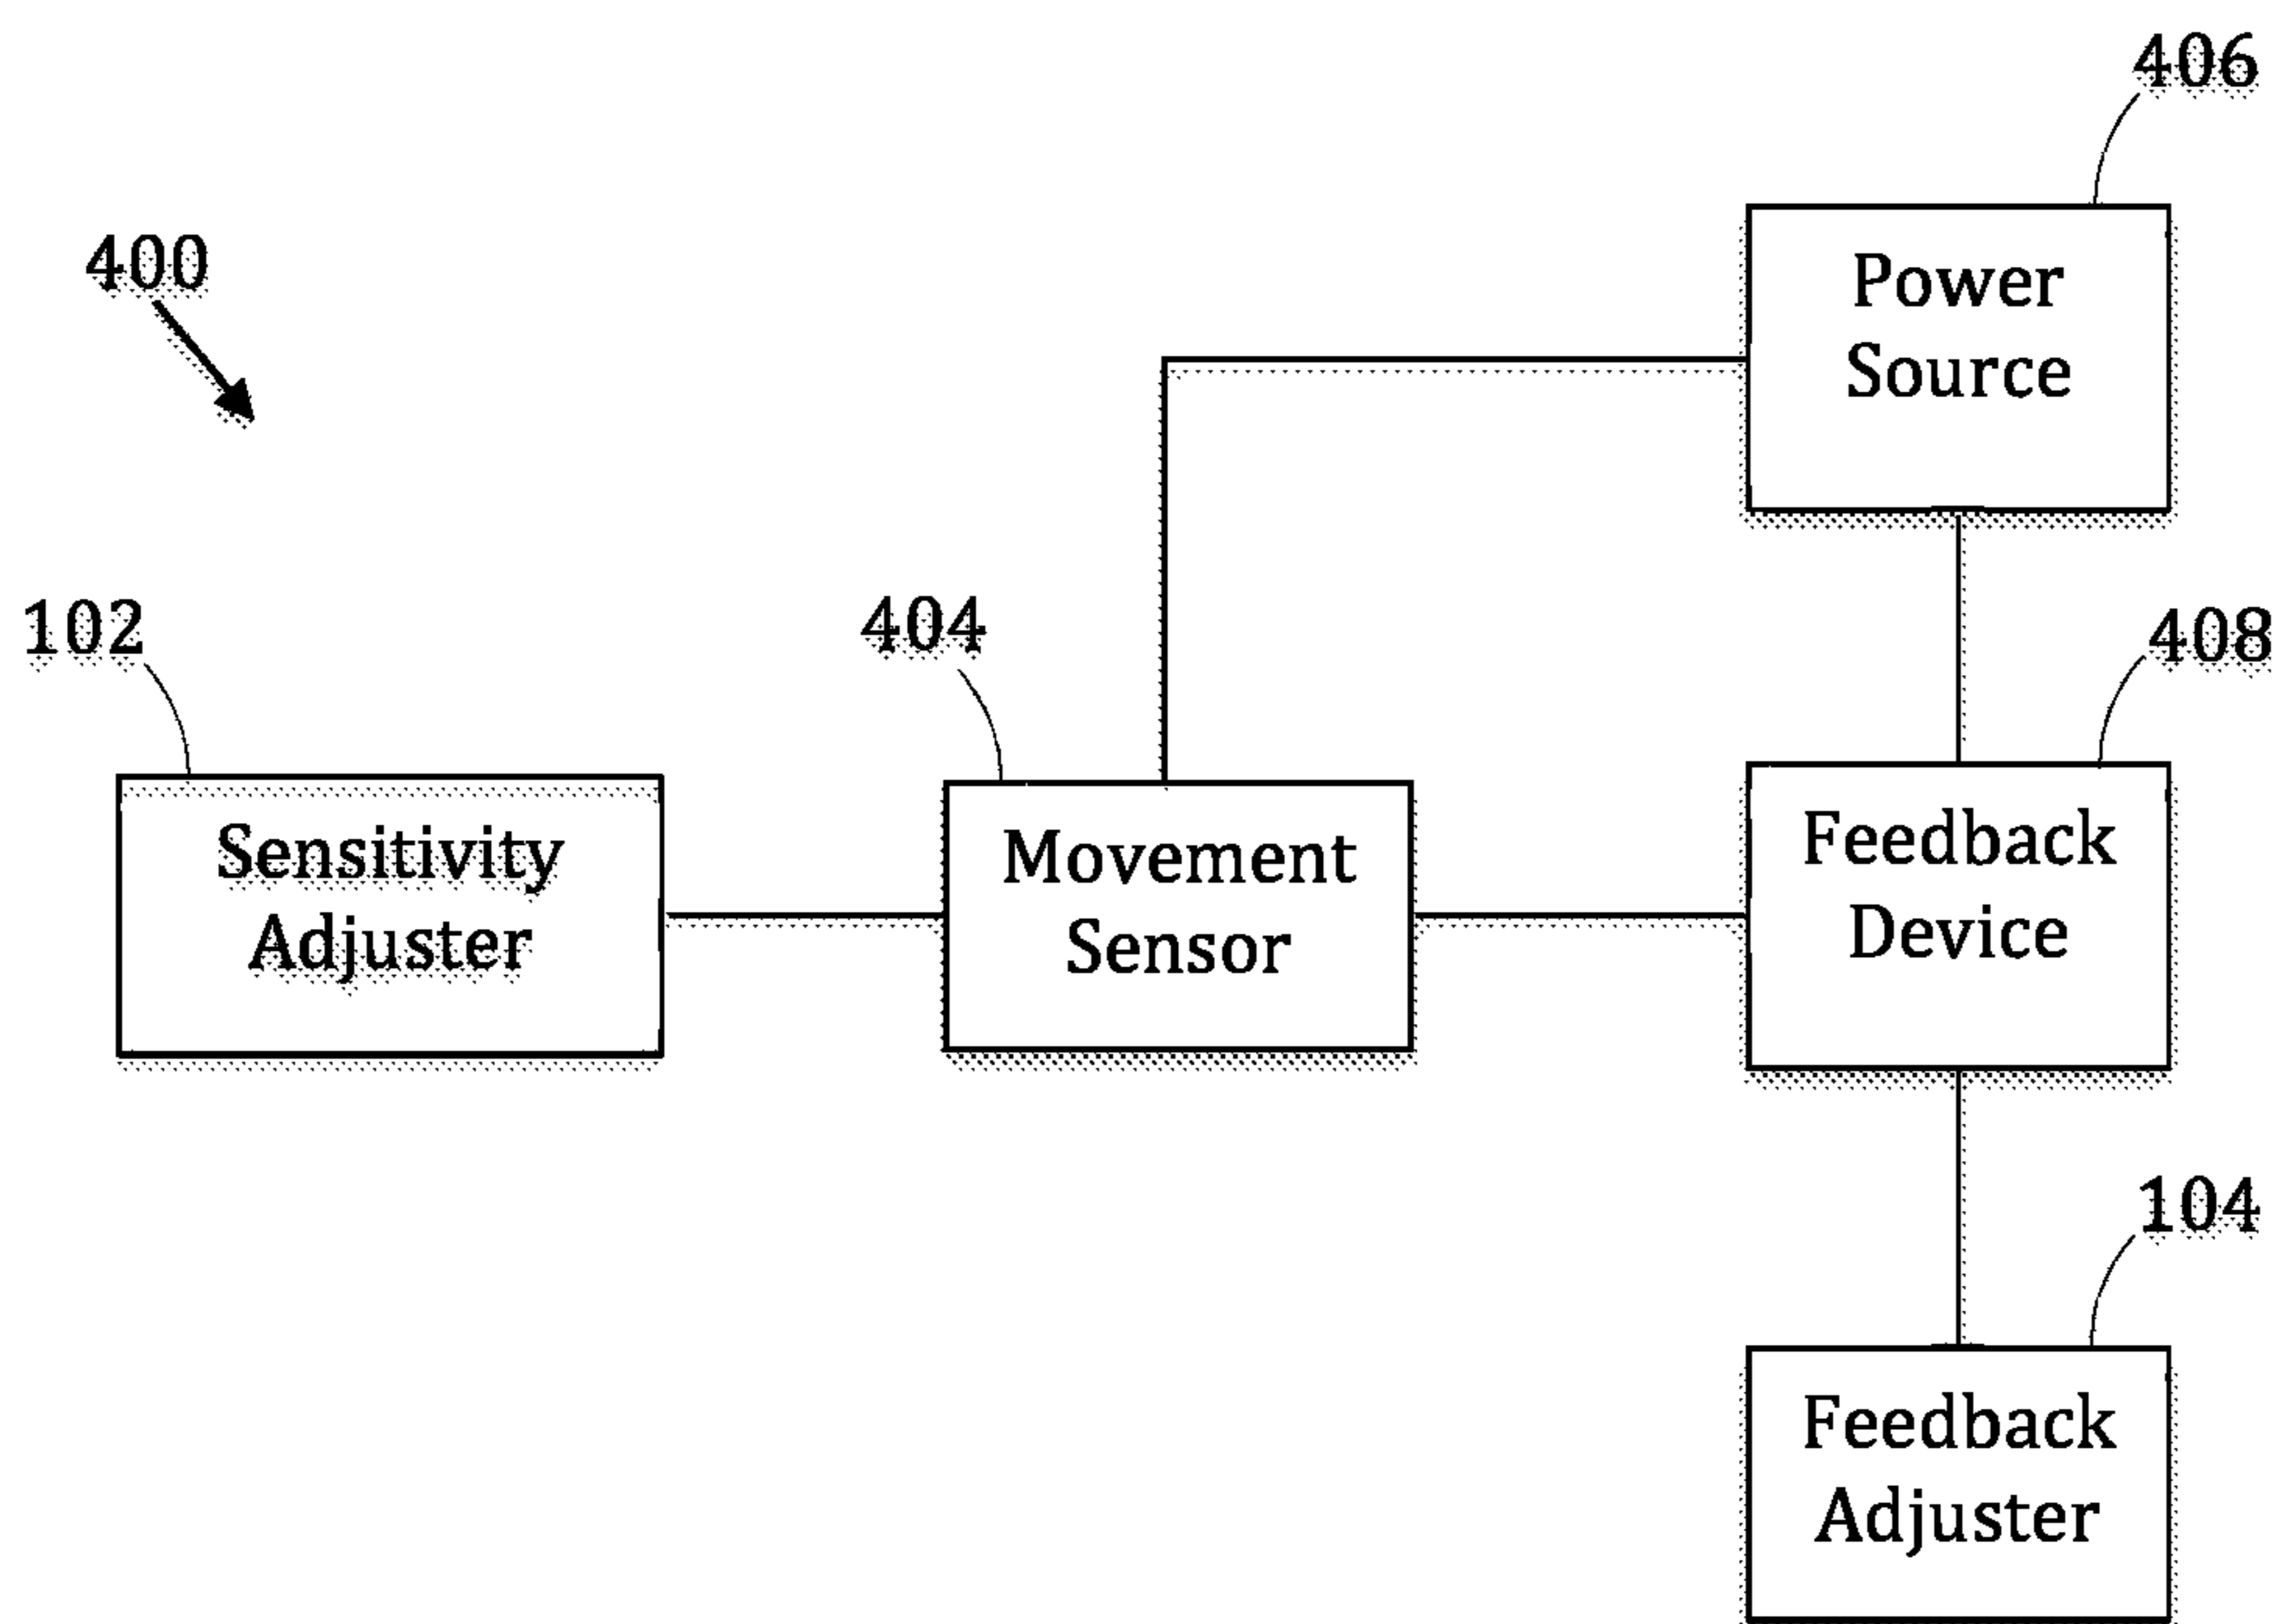 406
400
Power
Source
102
404
408
Sensitivity
Adjuster
Movement
Sensor
Feedback
Device
104
Feedback
Adjuster